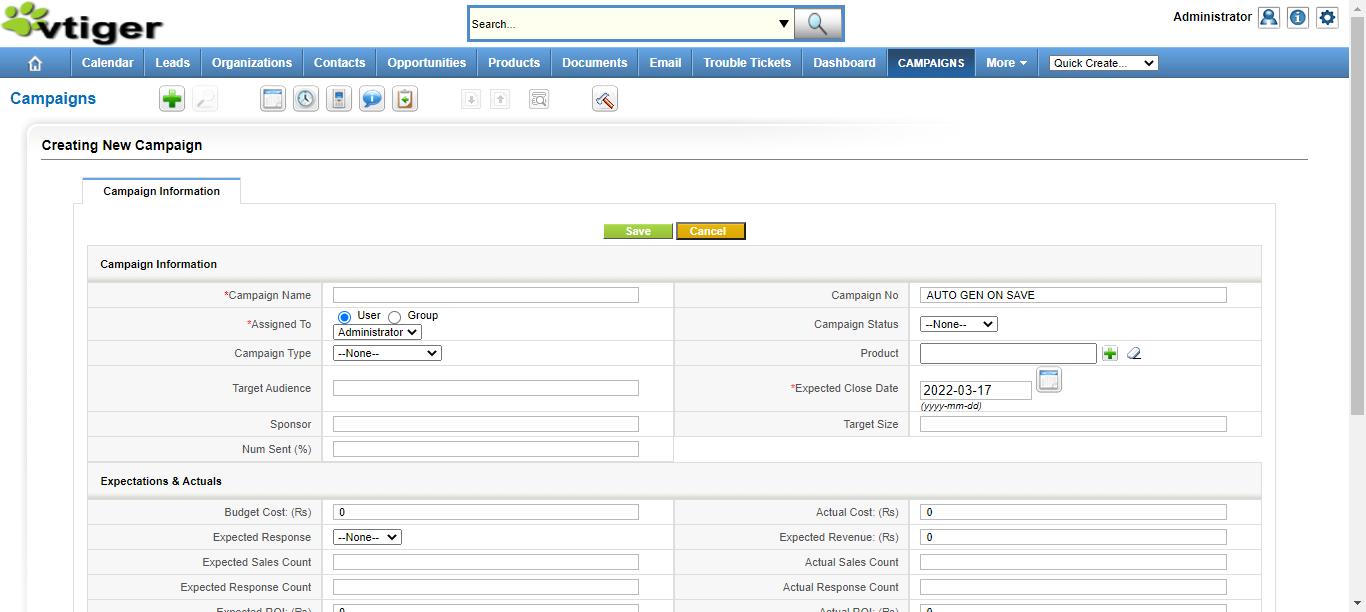 vtiger
Search...
Administrator
Calendar Leads Organizations Contacts Opportunities Products Documents Email Trouble Tickets Dashboard CAMPAIGNS More Quick Create...
Campaigns
Creating New Campaign
Campaign Information
Save Cancel
Campaign Information
*Campaign Name Campaign No AUTO GEN ON SAVE
*Assigned To User Group Administrator Campaign Status --None--
Campaign Type --None-- Product
Target Audience *Expected Close Date 2022-03-17
(yyyy-mm-dd)
Sponsor Target Size
Num Sent (%)
Expectations & Actuals
Budget Cost: (Rs) 0 Actual Cost: (Rs) 0
Expected Response --None-- Expected Revenue: (Rs) 0
Expected Sales Count Actual Sales Count
Expected Response Count Actual Response Count
Expected ROI: (Rs) 0 Actual ROI: (Rs) 0